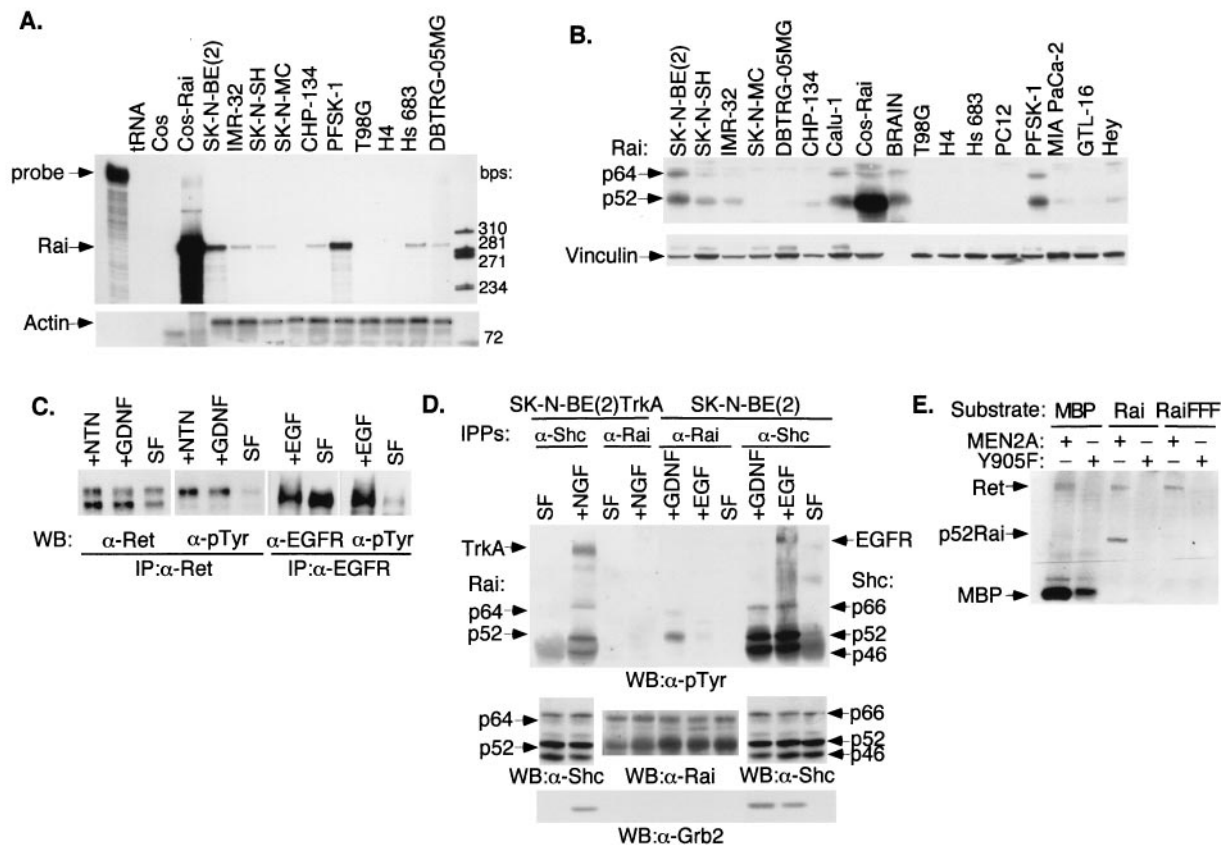 A.
tRNA
Cos
Cos-Rai
SK-N-BE(2)
IMR-32
SK-N-SH
SK-N-MC
CHP-134
PFSK-1
T98G
H4
Hs 683
DBTRG-05MG
probe
bps:
Rai
310
281
271
234
Actin
72
B.
SK-N-BE(2)
SK-N-SH
IMR-32
SK-N-MC
DBTRG-05MG
CHP-134
Calu-1
Cos-Rai
BRAIN
T98G
H4
Hs 683
PC12
PFSK-1
MIA PaCa-2
GTL-16
Hey
Rai:
p64
p52
Vinculin
C.
+NTN
+GDNF
SF
+NTN
+GDNF
SF
+EGF
SF
+EGF
SF
WB: α-Ret α-pTyr α-EGFR α-pTyr
IP:α-Ret IP:α-EGFR
D.
SK-N-BE(2)TrkA SK-N-BE(2)
IPPs: α-Shc α-Rai α-Rai α-Shc
SF
+NGF
SF
+NGF
+GDNF
+EGF
SF
+GDNF
+EGF
SF
TrkA
EGFR
Rai: Shc:
p64 p66
p52 p52
p46
WB:α-pTyr
p64 p66
p52 p52
p46
WB:α-Shc WB:α-Rai WB:α-Shc
WB:α-Grb2
E.
Substrate: MBP Rai RaiFFF
MEN2A: + – + – + –
Y905F: – + – + – +
Ret
p52Rai
MBP